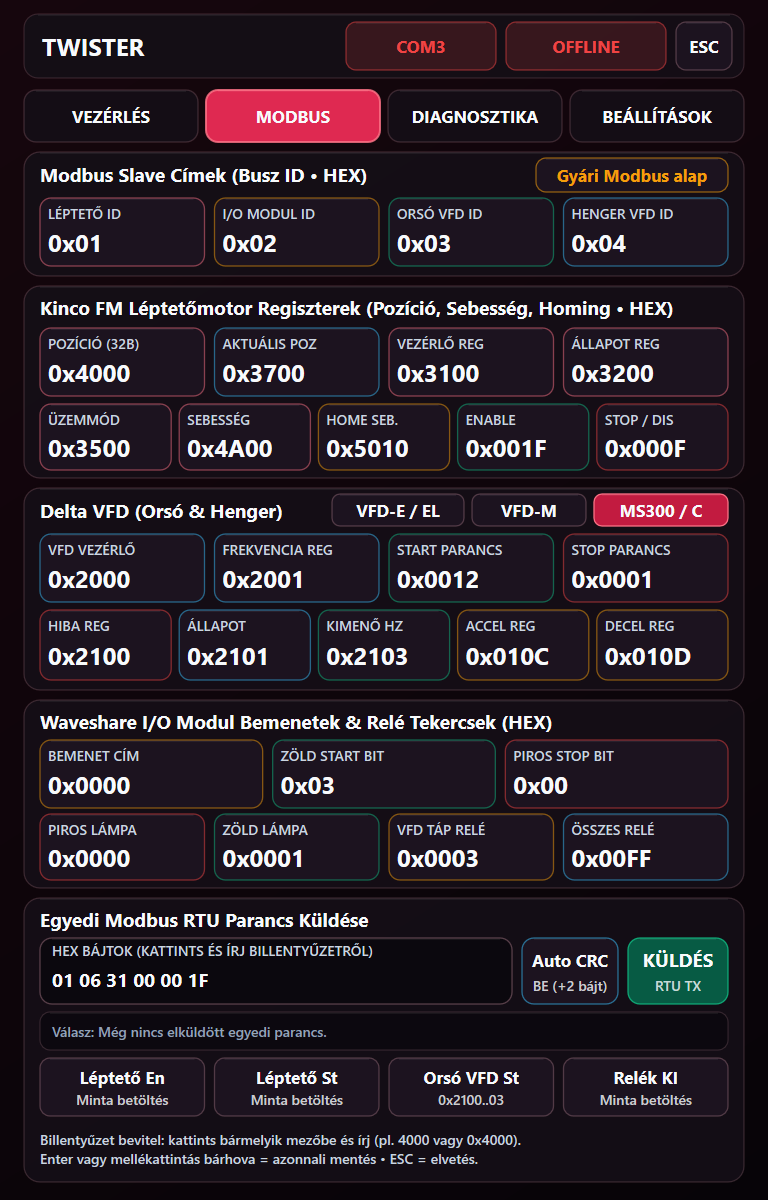 TWISTER
COM3
OFFLINE
ESC
VEZÉRLÉS
MODBUS
DIAGNOSZTIKA
BEÁLLÍTÁSOK
Modbus Slave Címek (Busz ID • HEX)
Gyári Modbus alap
LÉPTETŐ ID
I/O MODUL ID
ORSÓ VFD ID
HENGER VFD ID
0x01
0x02
0x03
0x04
Kinco FM Léptetőmotor Regiszterek (Pozíció, Sebesség, Homing • HEX)
POZÍCIÓ (32B)
AKTUÁLIS POZ
VEZÉRLŐ REG
ÁLLAPOT REG
0x4000
0x3700
0x3100
0x3200
ÜZEMMÓD
SEBESSÉG
HOME SEB.
ENABLE
STOP / DIS
0x3500
0x4A00
0x5010
0x001F
0x000F
Delta VFD (Orsó & Henger)
VFD-E / EL
VFD-M
MS300 / C
VFD VEZÉRLŐ
FREKVENCIA REG
START PARANCS
STOP PARANCS
0x2000
0x2001
0x0012
0x0001
HIBA REG
ÁLLAPOT
KIMENŐ HZ
ACCEL REG
DECEL REG
0x2100
0x2101
0x2103
0x010C
0x010D
Waveshare I/O Modul Bemenetek & Relé Tekercsek (HEX)
BEMENET CÍM
ZÖLD START BIT
PIROS STOP BIT
0x0000
0x03
0x00
PIROS LÁMPA
ZÖLD LÁMPA
VFD TÁP RELÉ
ÖSSZES RELÉ
0x0000
0x0001
0x0003
0x00FF
Egyedi Modbus RTU Parancs Küldése
HEX BÁJTOK (KATTINTS ÉS ÍRJ BILLENTYŰZETRŐL)
01 06 31 00 00 1F
Auto CRC
BE (+2 bájt)
KÜLDÉS
RTU TX
Válasz: Még nincs elküldött egyedi parancs.
Léptető En
Minta betöltés
Léptető St
Minta betöltés
Orsó VFD St
0x2100..03
Relék KI
Minta betöltés
Billentyűzet bevitel: kattints bármelyik mezőbe és írj (pl. 4000 vagy 0x4000).
Enter vagy mellékattintás bárhova = azonnali mentés • ESC = elvetés.